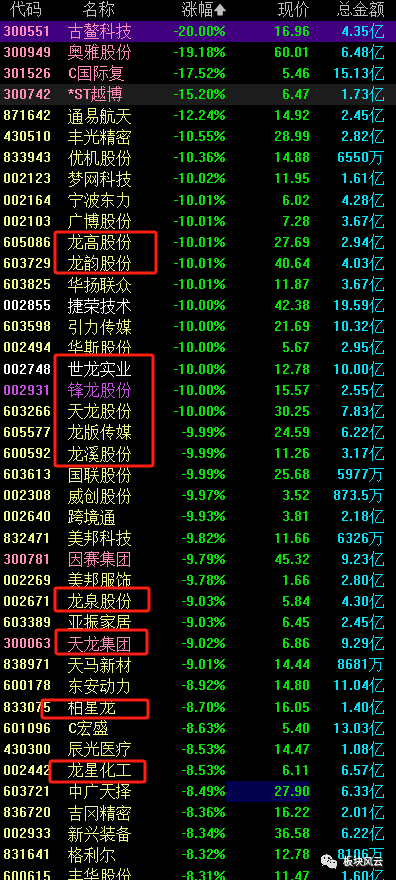 代码 名称 涨幅 现价 总金额
300551 古鳌科技 -20.00% 16.96 4.35亿
300949 奥雅股份 -19.18% 60.01 6.48亿
301526 C国际复 -17.52% 5.46 15.13亿
300742 *ST越博 -15.20% 6.47 1.73亿
871642 通易航天 -12.24% 14.92 2.45亿
430510 丰光精密 -10.55% 28.99 2.82亿
833943 优机股份 -10.36% 14.88 6550万
002123 梦网科技 -10.02% 11.95 1.61亿
002164 宁波东力 -10.01% 6.02 4.28亿
002103 广博股份 -10.01% 7.28 3.67亿
605086 龙高股份 -10.01% 27.69 2.94亿
603729 龙韵股份 -10.01% 40.64 4.03亿
603825 华扬联众 -10.01% 11.87 3.67亿
002855 捷荣技术 -10.00% 42.38 19.59亿
603598 引力传媒 -10.00% 21.69 10.32亿
002494 华斯股份 -10.00% 5.67 2.95亿
002748 世龙实业 -10.00% 12.78 10.00亿
002931 锋龙股份 -10.00% 15.57 2.55亿
603266 天龙股份 -10.00% 30.25 7.83亿
605577 龙版传媒 -9.99% 24.59 6.22亿
600592 龙溪股份 -9.99% 11.26 3.17亿
603613 国联股份 -9.99% 25.68 5977万
002308 威创股份 -9.97% 3.52 873.5万
002640 跨境通 -9.93% 3.81 2.18亿
832471 美邦科技 -9.82% 11.66 6326万
300781 因赛集团 -9.79% 45.32 9.23亿
002269 美邦服饰 -9.78% 1.66 2.80亿
002671 龙泉股份 -9.03% 5.84 4.30亿
603389 亚振家居 -9.03% 6.45 2.45亿
300063 天龙集团 -9.02% 6.86 9.29亿
838971 天马新材 -9.01% 14.44 8681万
600178 东安动力 -8.92% 14.80 11.04亿
833075 柏星龙 -8.70% 16.05 1.40亿
601096 C宏盛 -8.63% 5.40 13.03亿
430300 辰光医疗 -8.53% 14.47 1.08亿
002442 龙星化工 -8.53% 6.11 6.57亿
603721 中广天择 -8.49% 27.90 6.33亿
836720 吉冈精密 -8.36% 16.22 2.01亿
002933 新兴装备 -8.34% 36.58 6.22亿
831641 格利尔 -8.32% 12.78 8106万
600615 丰华股份 -8.31% 11.47 1.60亿
板块风云